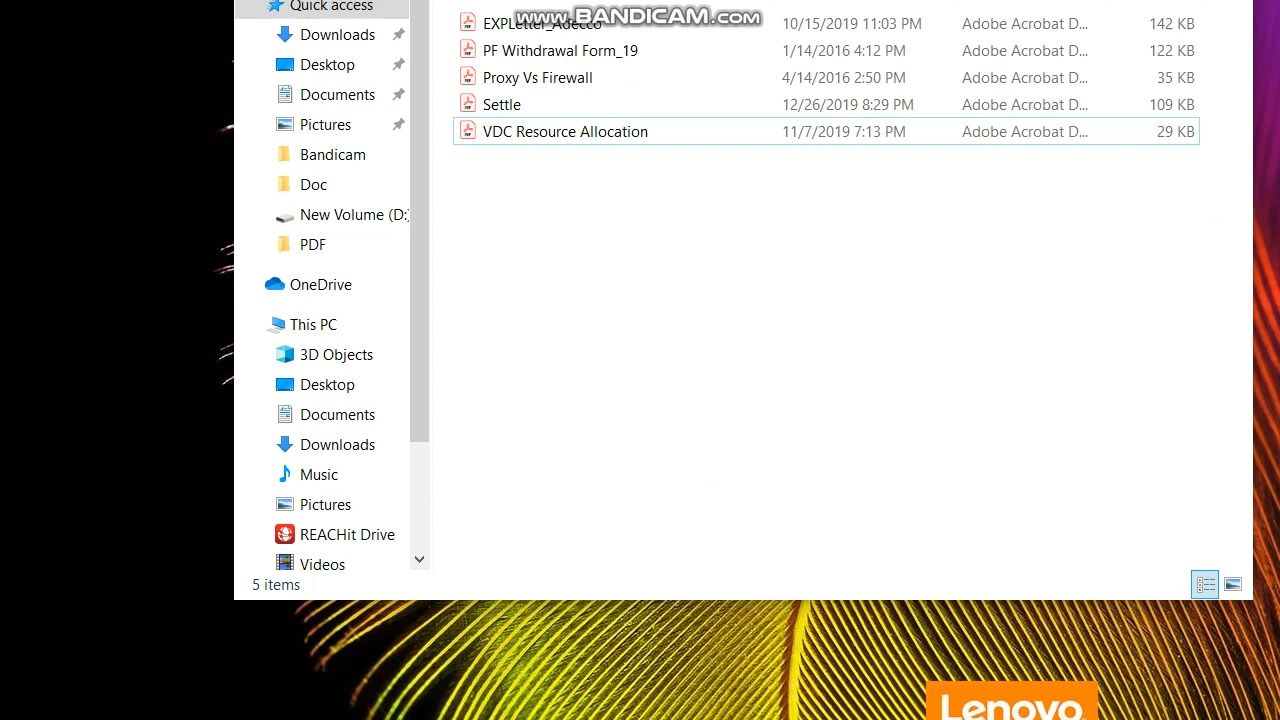 www.BANDICAM.com
Quick access
Downloads
Desktop
Documents
Pictures
Bandicam
Doc
New Volume (D:)
PDF
OneDrive
This PC
3D Objects
Desktop
Documents
Downloads
Music
Pictures
REACHit Drive
Videos
EXPLetter_Adecco 10/15/2019 11:03 PM Adobe Acrobat D... 142 KB
PF Withdrawal Form_19 1/14/2016 4:12 PM Adobe Acrobat D... 122 KB
Proxy Vs Firewall 4/14/2016 2:50 PM Adobe Acrobat D... 35 KB
Settle 12/26/2019 8:29 PM Adobe Acrobat D... 109 KB
VDC Resource Allocation 11/7/2019 7:13 PM Adobe Acrobat D... 29 KB
5 items
Lenovo